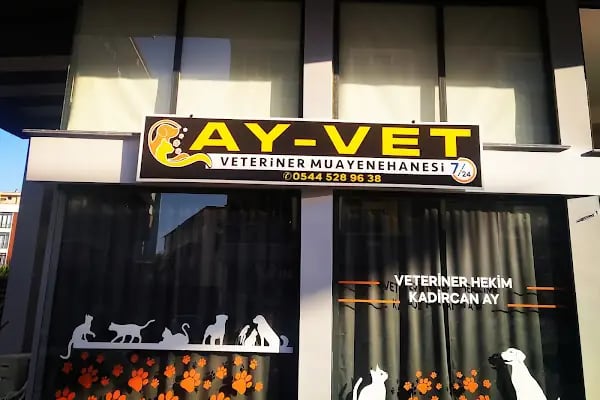 AY-VET
VETERİNER MUAYENEHANESİ 7/24
0544 528 96 38
VETERİNER HEKİM
KADİRCAN AY